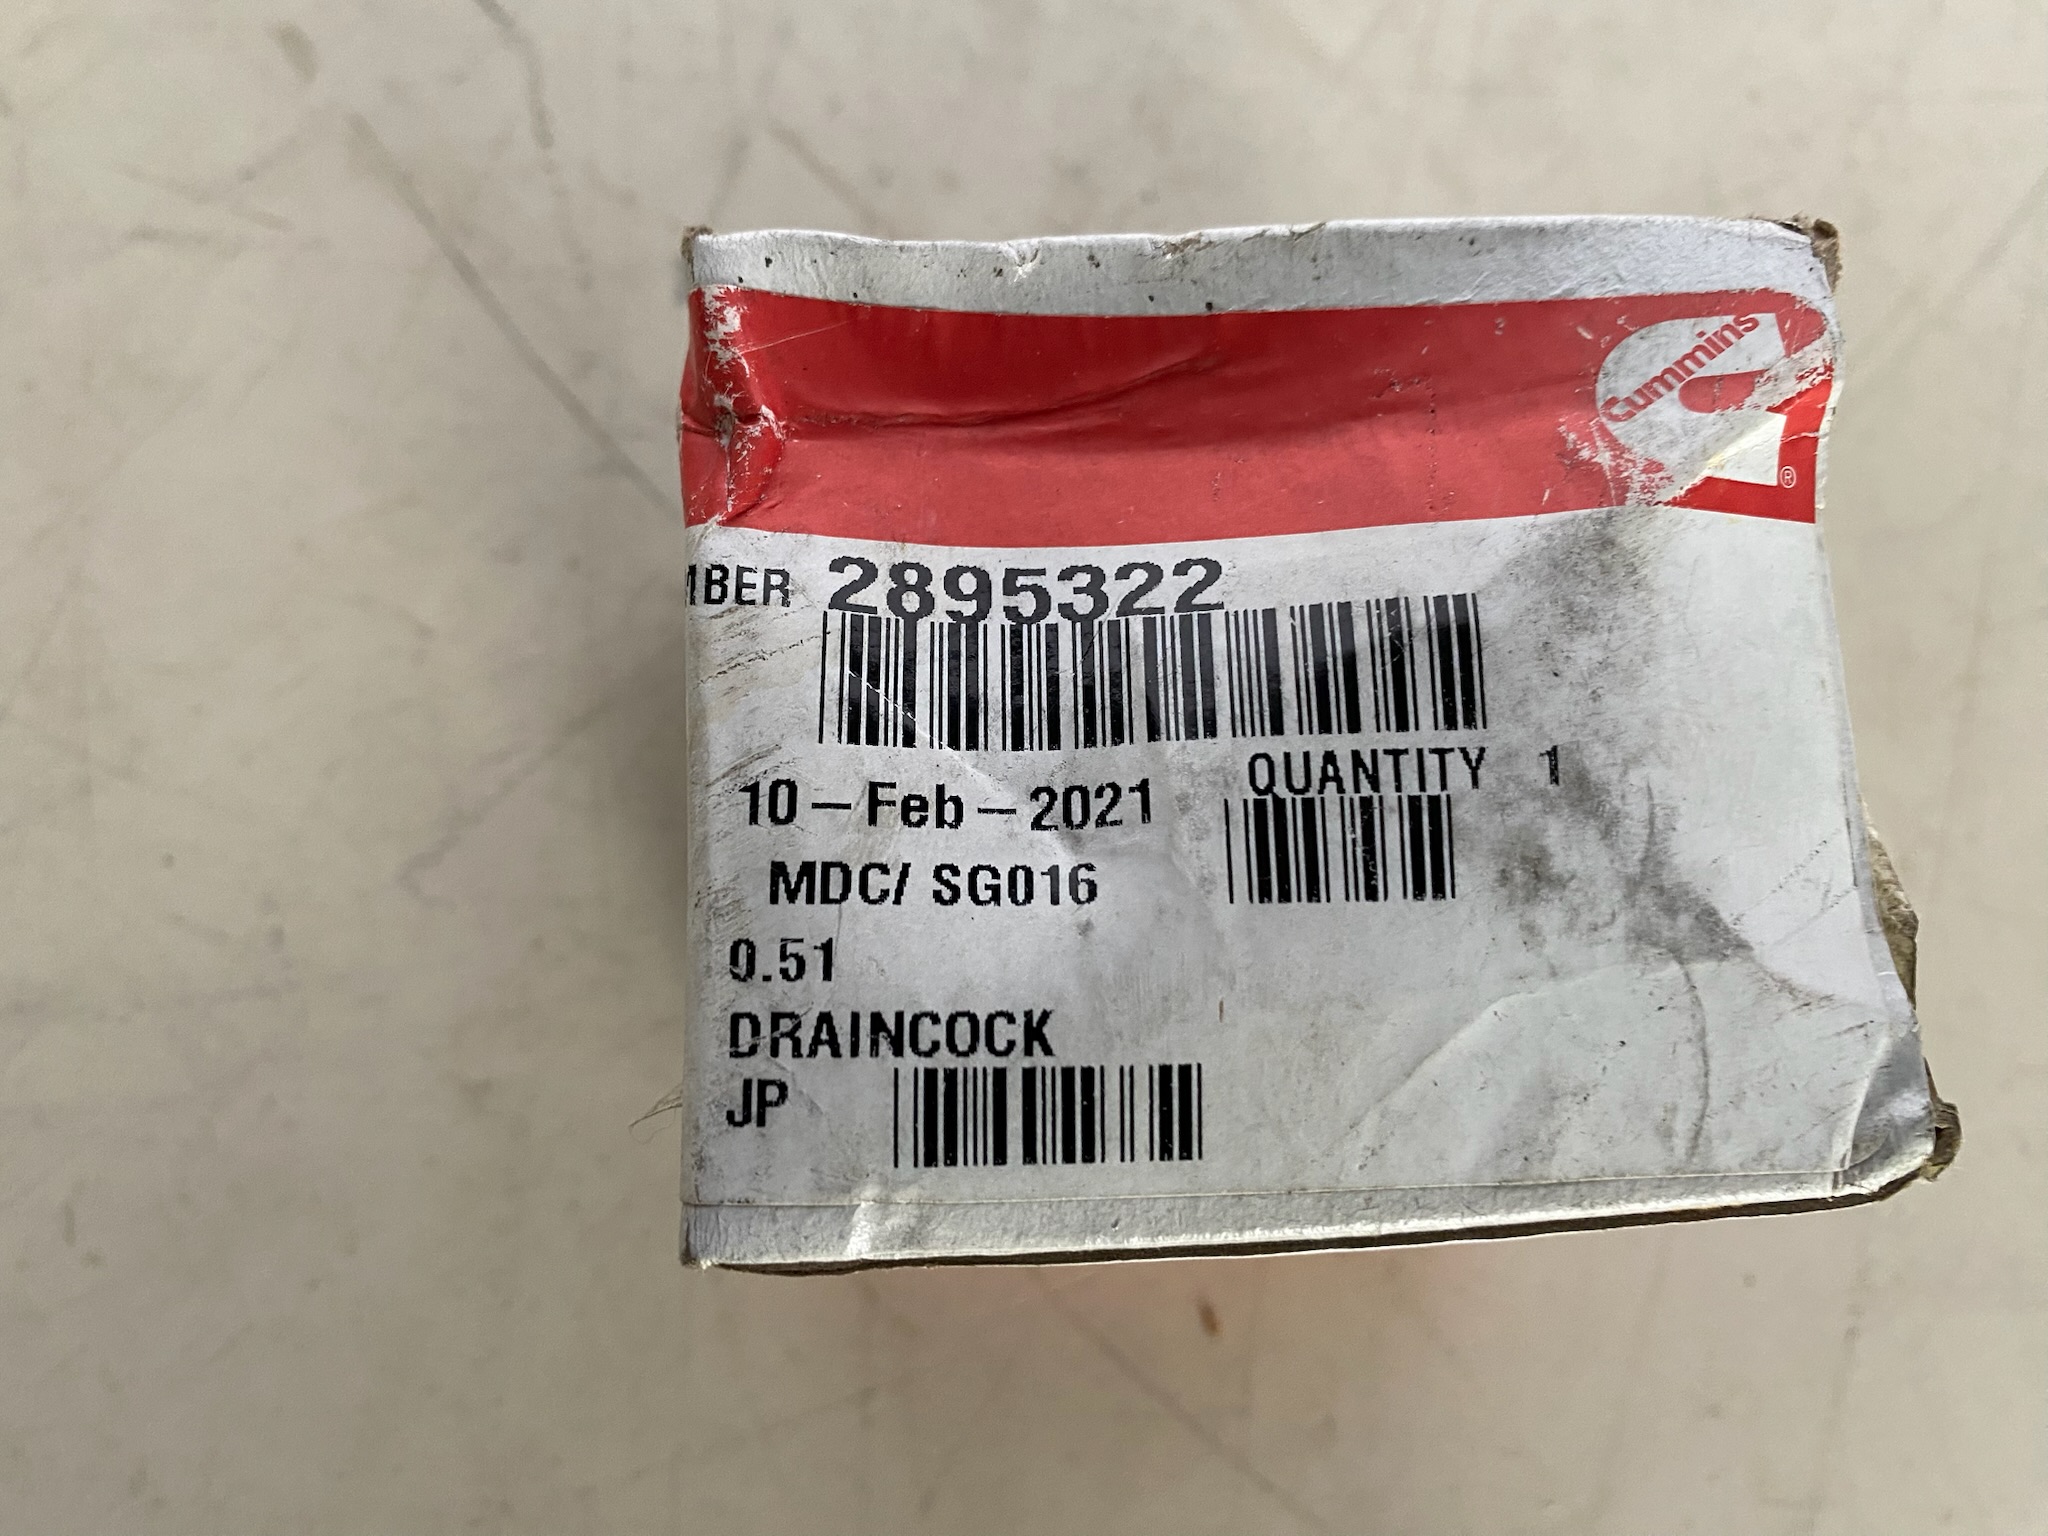 Cummins
®
MBER 2895322
10-Feb-2021 QUANTITY 1
MDC/ SG016
0.51
DRAINCOCK
JP